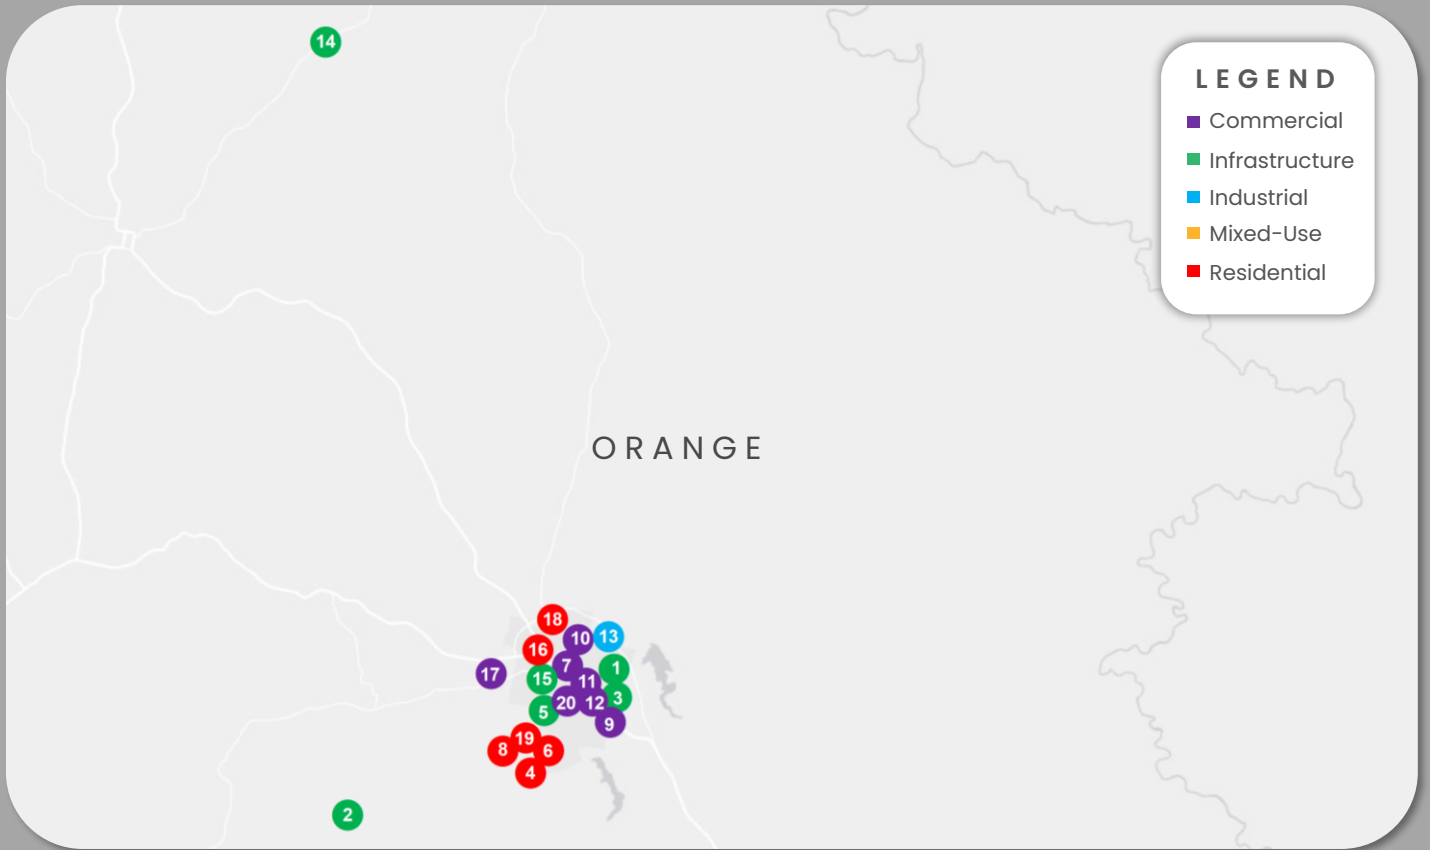 14
LEGEND
Commercial
Infrastructure
Industrial
Mixed-Use
Residential
ORANGE
18
10
13
16
7
1
17
15
11
20
12
3
5
9
19
8
6
4
2